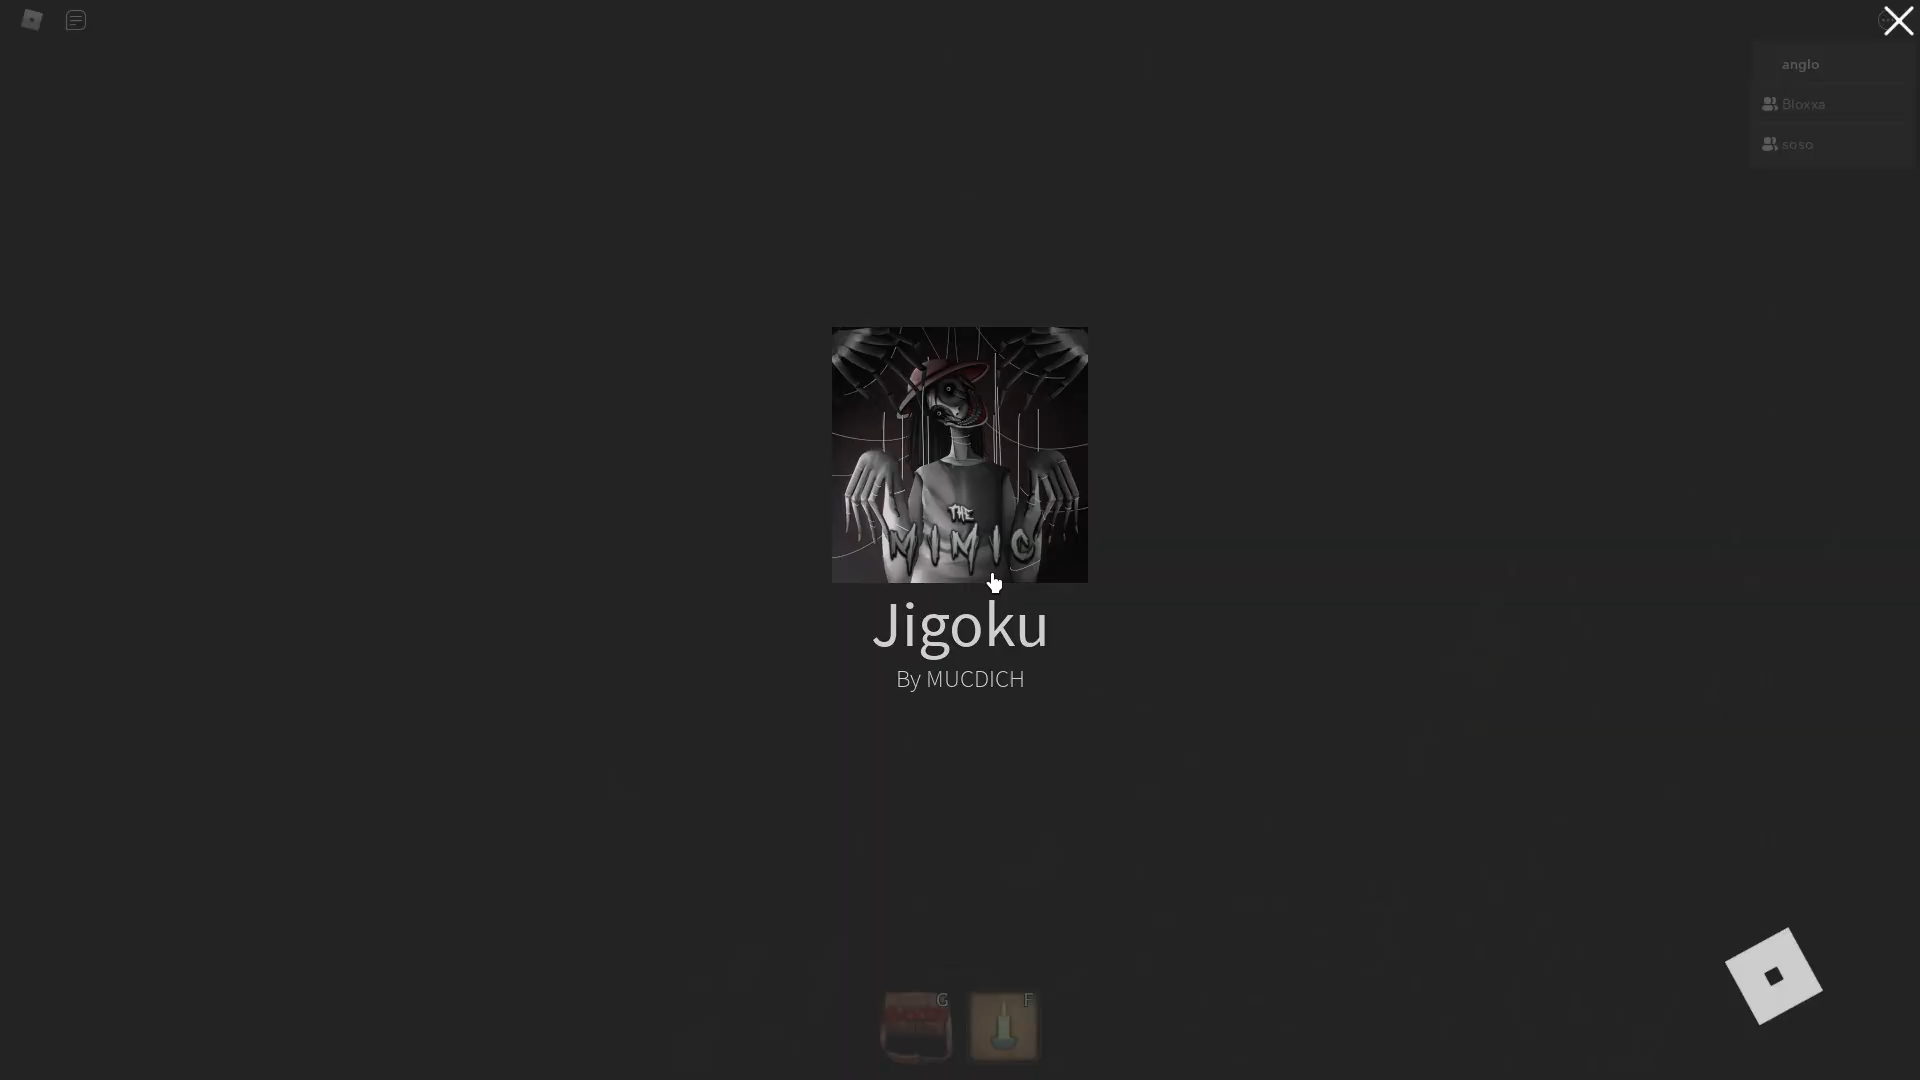 anglo
Bloxxa
soso
THE
MIMIC
Jigoku
By MUCDICH
G
F